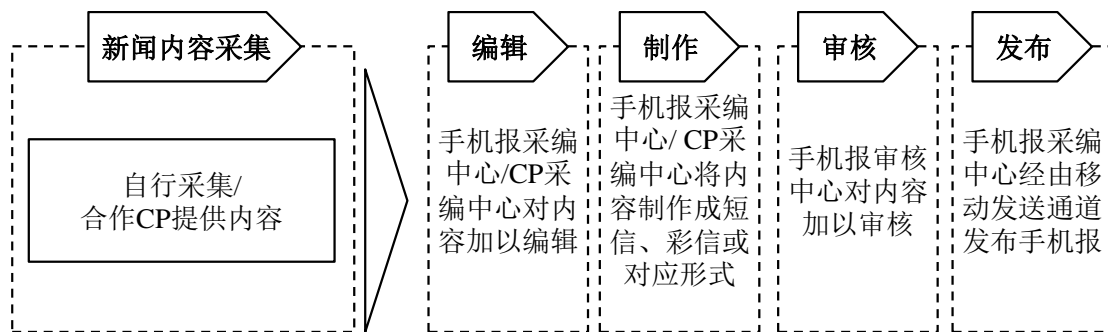 新闻内容采集
自行采集/
合作CP提供内容
编辑
手机报采编
中心/CP采
编中心对内
容加以编辑
制作
手机报采编
中心/ CP采
编中心将内
容制作成短
信、彩信或
对应形式
审核
手机报审核
中心对内容
加以审核
发布
手机报采编
中心经由移
动发送通道
发布手机报